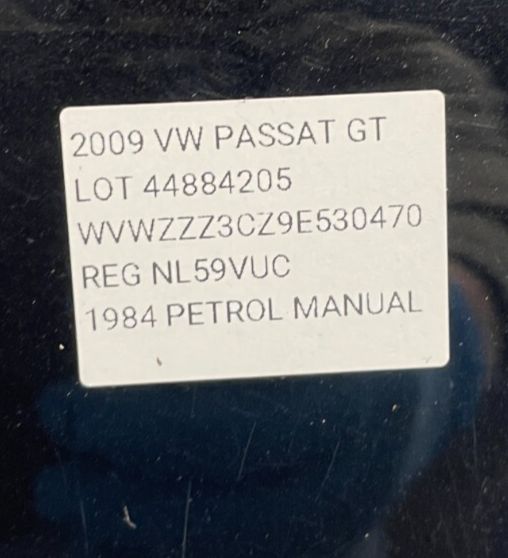 2009 VW PASSAT GT
LOT 44884205
WVWZZZ3CZ9E530470
REG NL59VUC
1984 PETROL MANUAL